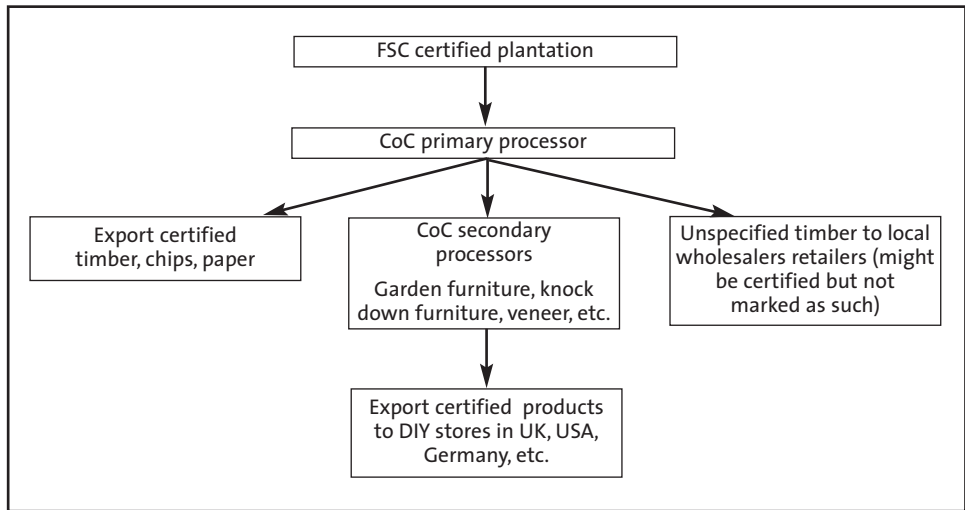 FSC certified plantation
CoC primary processor
Export certified
timber, chips, paper
CoC secondary
processors
Garden furniture, knock
down furniture, veneer, etc.
Unspecified timber to local
wholesalers retailers (might
be certified but not
marked as such)
Export certified products
to DIY stores in UK, USA,
Germany, etc.